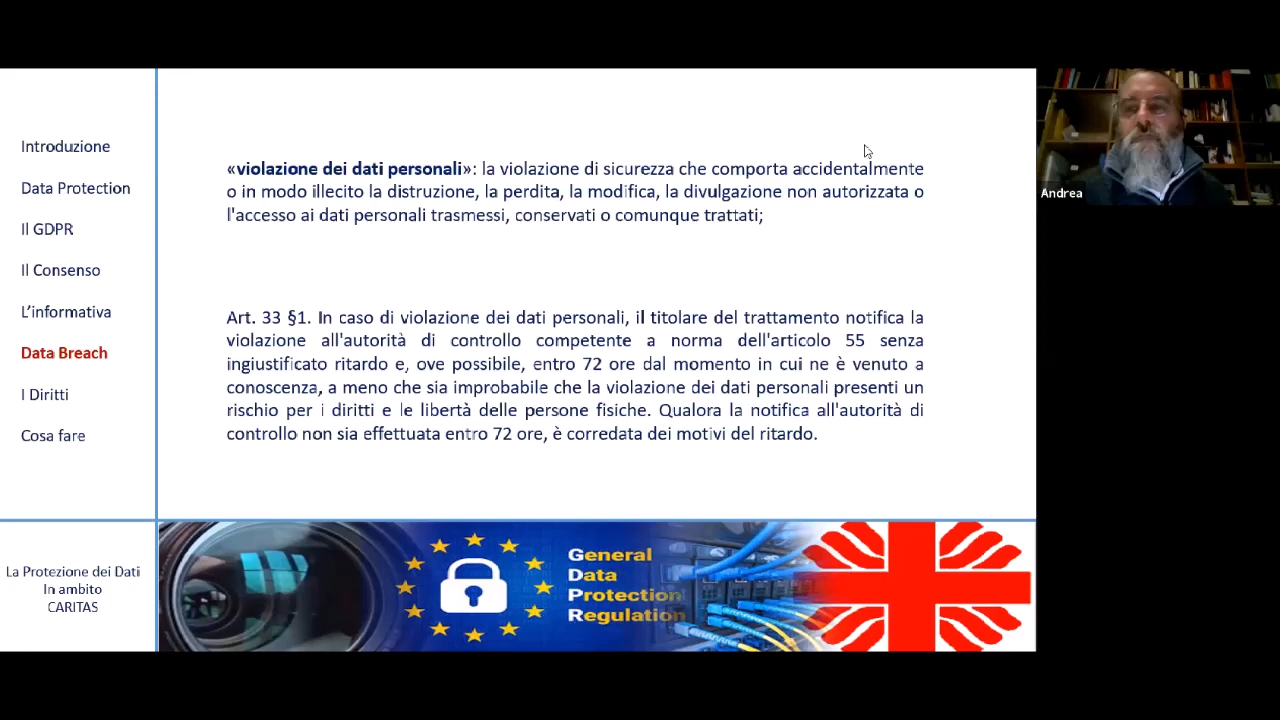 Introduzione
Data Protection
Il GDPR
Il Consenso
L'informativa
Data Breach
I Diritti
Cosa fare
La Protezione dei Dati
In ambito
CARITAS
«violazione dei dati personali»: la violazione di sicurezza che comporta accidentalmente
o in modo illecito la distruzione, la perdita, la modifica, la divulgazione non autorizzata o
l'accesso ai dati personali trasmessi, conservati o comunque trattati;
Art. 33 §1. In caso di violazione dei dati personali, il titolare del trattamento notifica la
violazione all'autorità di controllo competente a norma dell'articolo 55 senza
ingiustificato ritardo e, ove possibile, entro 72 ore dal momento in cui ne è venuto a
conoscenza, a meno che sia improbabile che la violazione dei dati personali presenti un
rischio per i diritti e le libertà delle persone fisiche. Qualora la notifica all'autorità di
controllo non sia effettuata entro 72 ore, è corredata dei motivi del ritardo.
General
Data
Protection
Regulation
Andrea